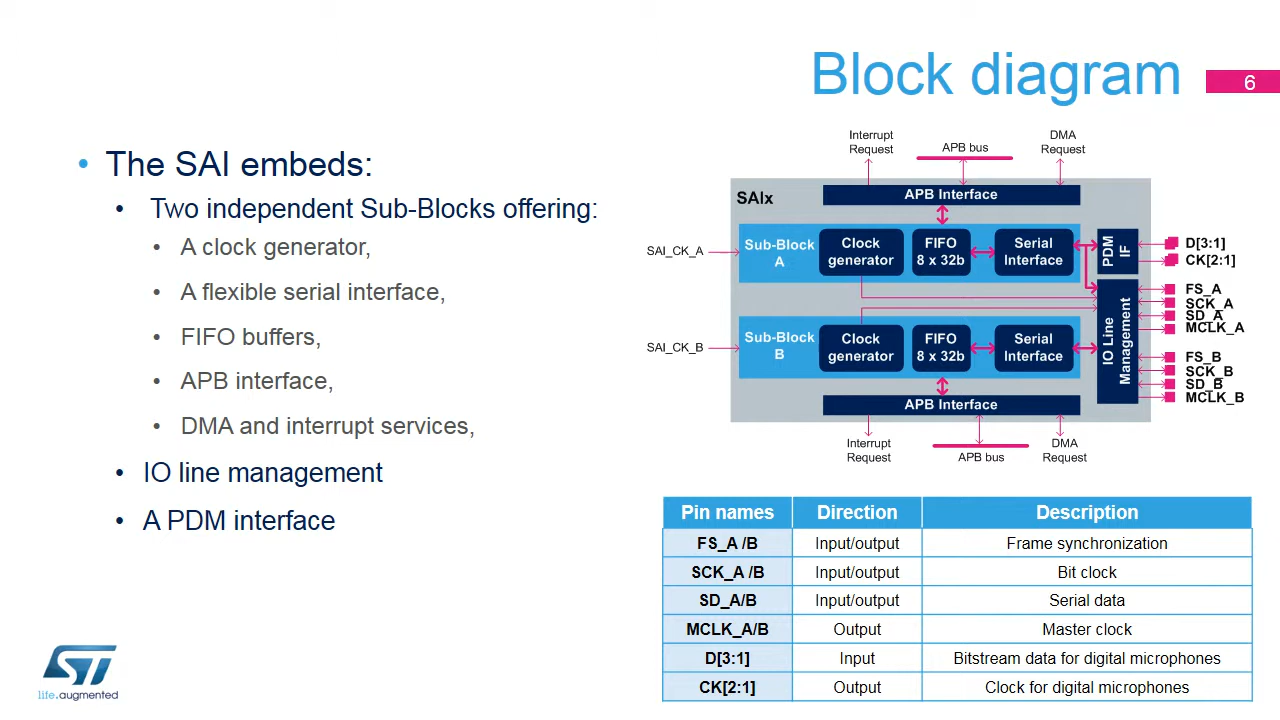 Block diagram
6
• The SAI embeds:
• Two independent Sub-Blocks offering:
• A clock generator,
• A flexible serial interface,
• FIFO buffers,
• APB interface,
• DMA and interrupt services,
• IO line management
• A PDM interface
Interrupt
Request
APB bus
DMA
Request
SAIx
APB Interface
SAI_CK_A
Sub-Block
A
Clock
generator
FIFO
8 x 32b
Serial
Interface
PDM
IF
D[3:1]
CK[2:1]
FS_A
SCK_A
SD_A
MCLK_A
IO Line
Management
SAI_CK_B
Sub-Block
B
Clock
generator
FIFO
8 x 32b
Serial
Interface
FS_B
SCK_B
SD_B
MCLK_B
APB Interface
Interrupt
Request
APB bus
DMA
Request
Pin names Direction Description
FS_A /B Input/output Frame synchronization
SCK_A /B Input/output Bit clock
SD_A/B Input/output Serial data
MCLK_A/B Output Master clock
D[3:1] Input Bitstream data for digital microphones
CK[2:1] Output Clock for digital microphones
ST
life.augmented